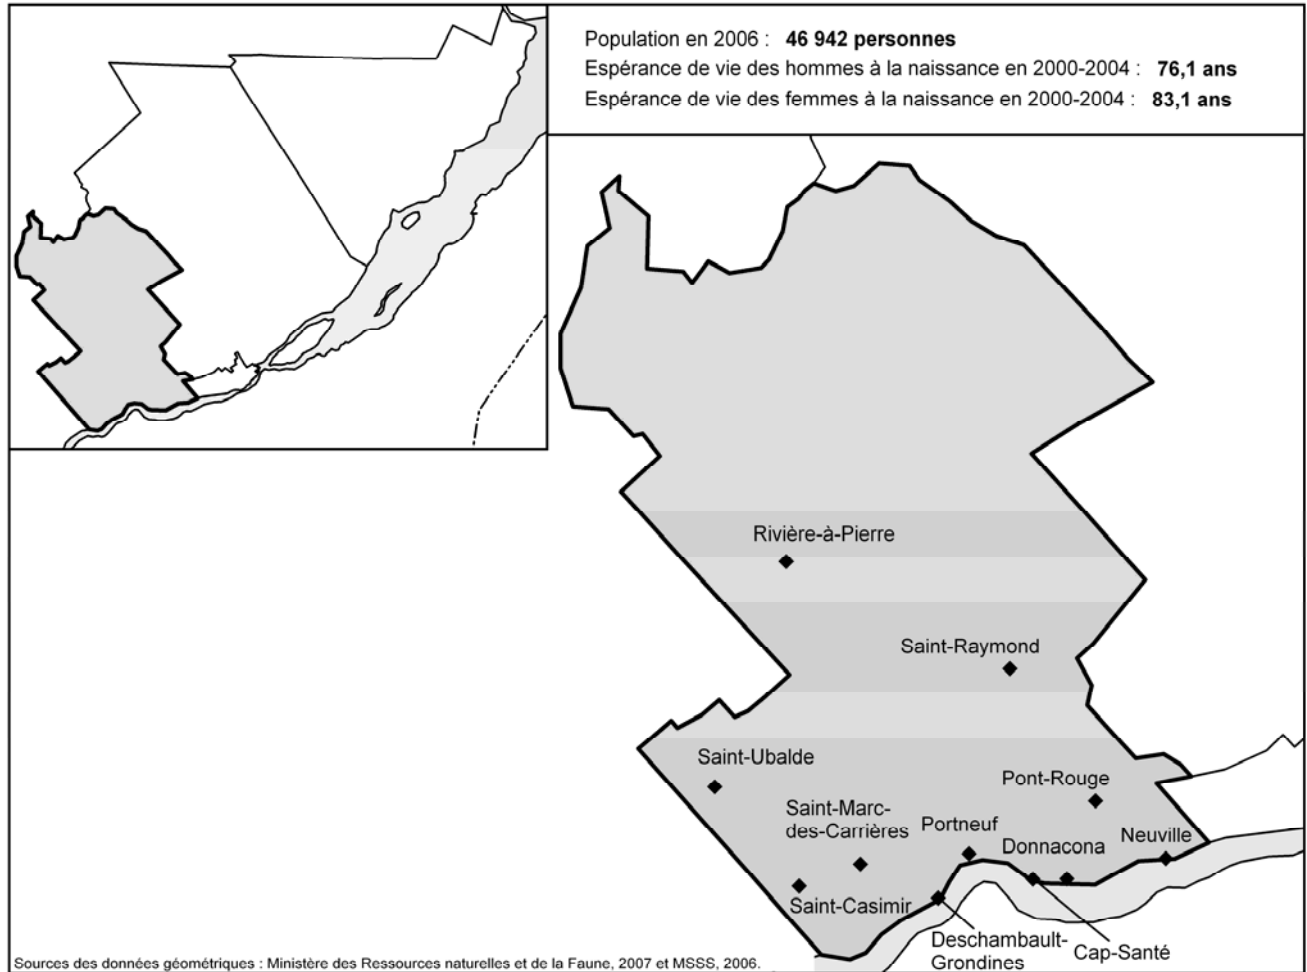 Population en 2006 : 46 942 personnes
Espérance de vie des hommes à la naissance en 2000-2004 : 76,1 ans
Espérance de vie des femmes à la naissance en 2000-2004 : 83,1 ans
Rivière-à-Pierre
Saint-Raymond
Saint-Ubalde
Pont-Rouge
Saint-Marc-
des-Carrières
Portneuf
Neuville
Donnacona
Saint-Casimir
Deschambault-
Grondines
Cap-Santé
Sources des données géométriques : Ministère des Ressources naturelles et de la Faune, 2007 et MSSS, 2006.